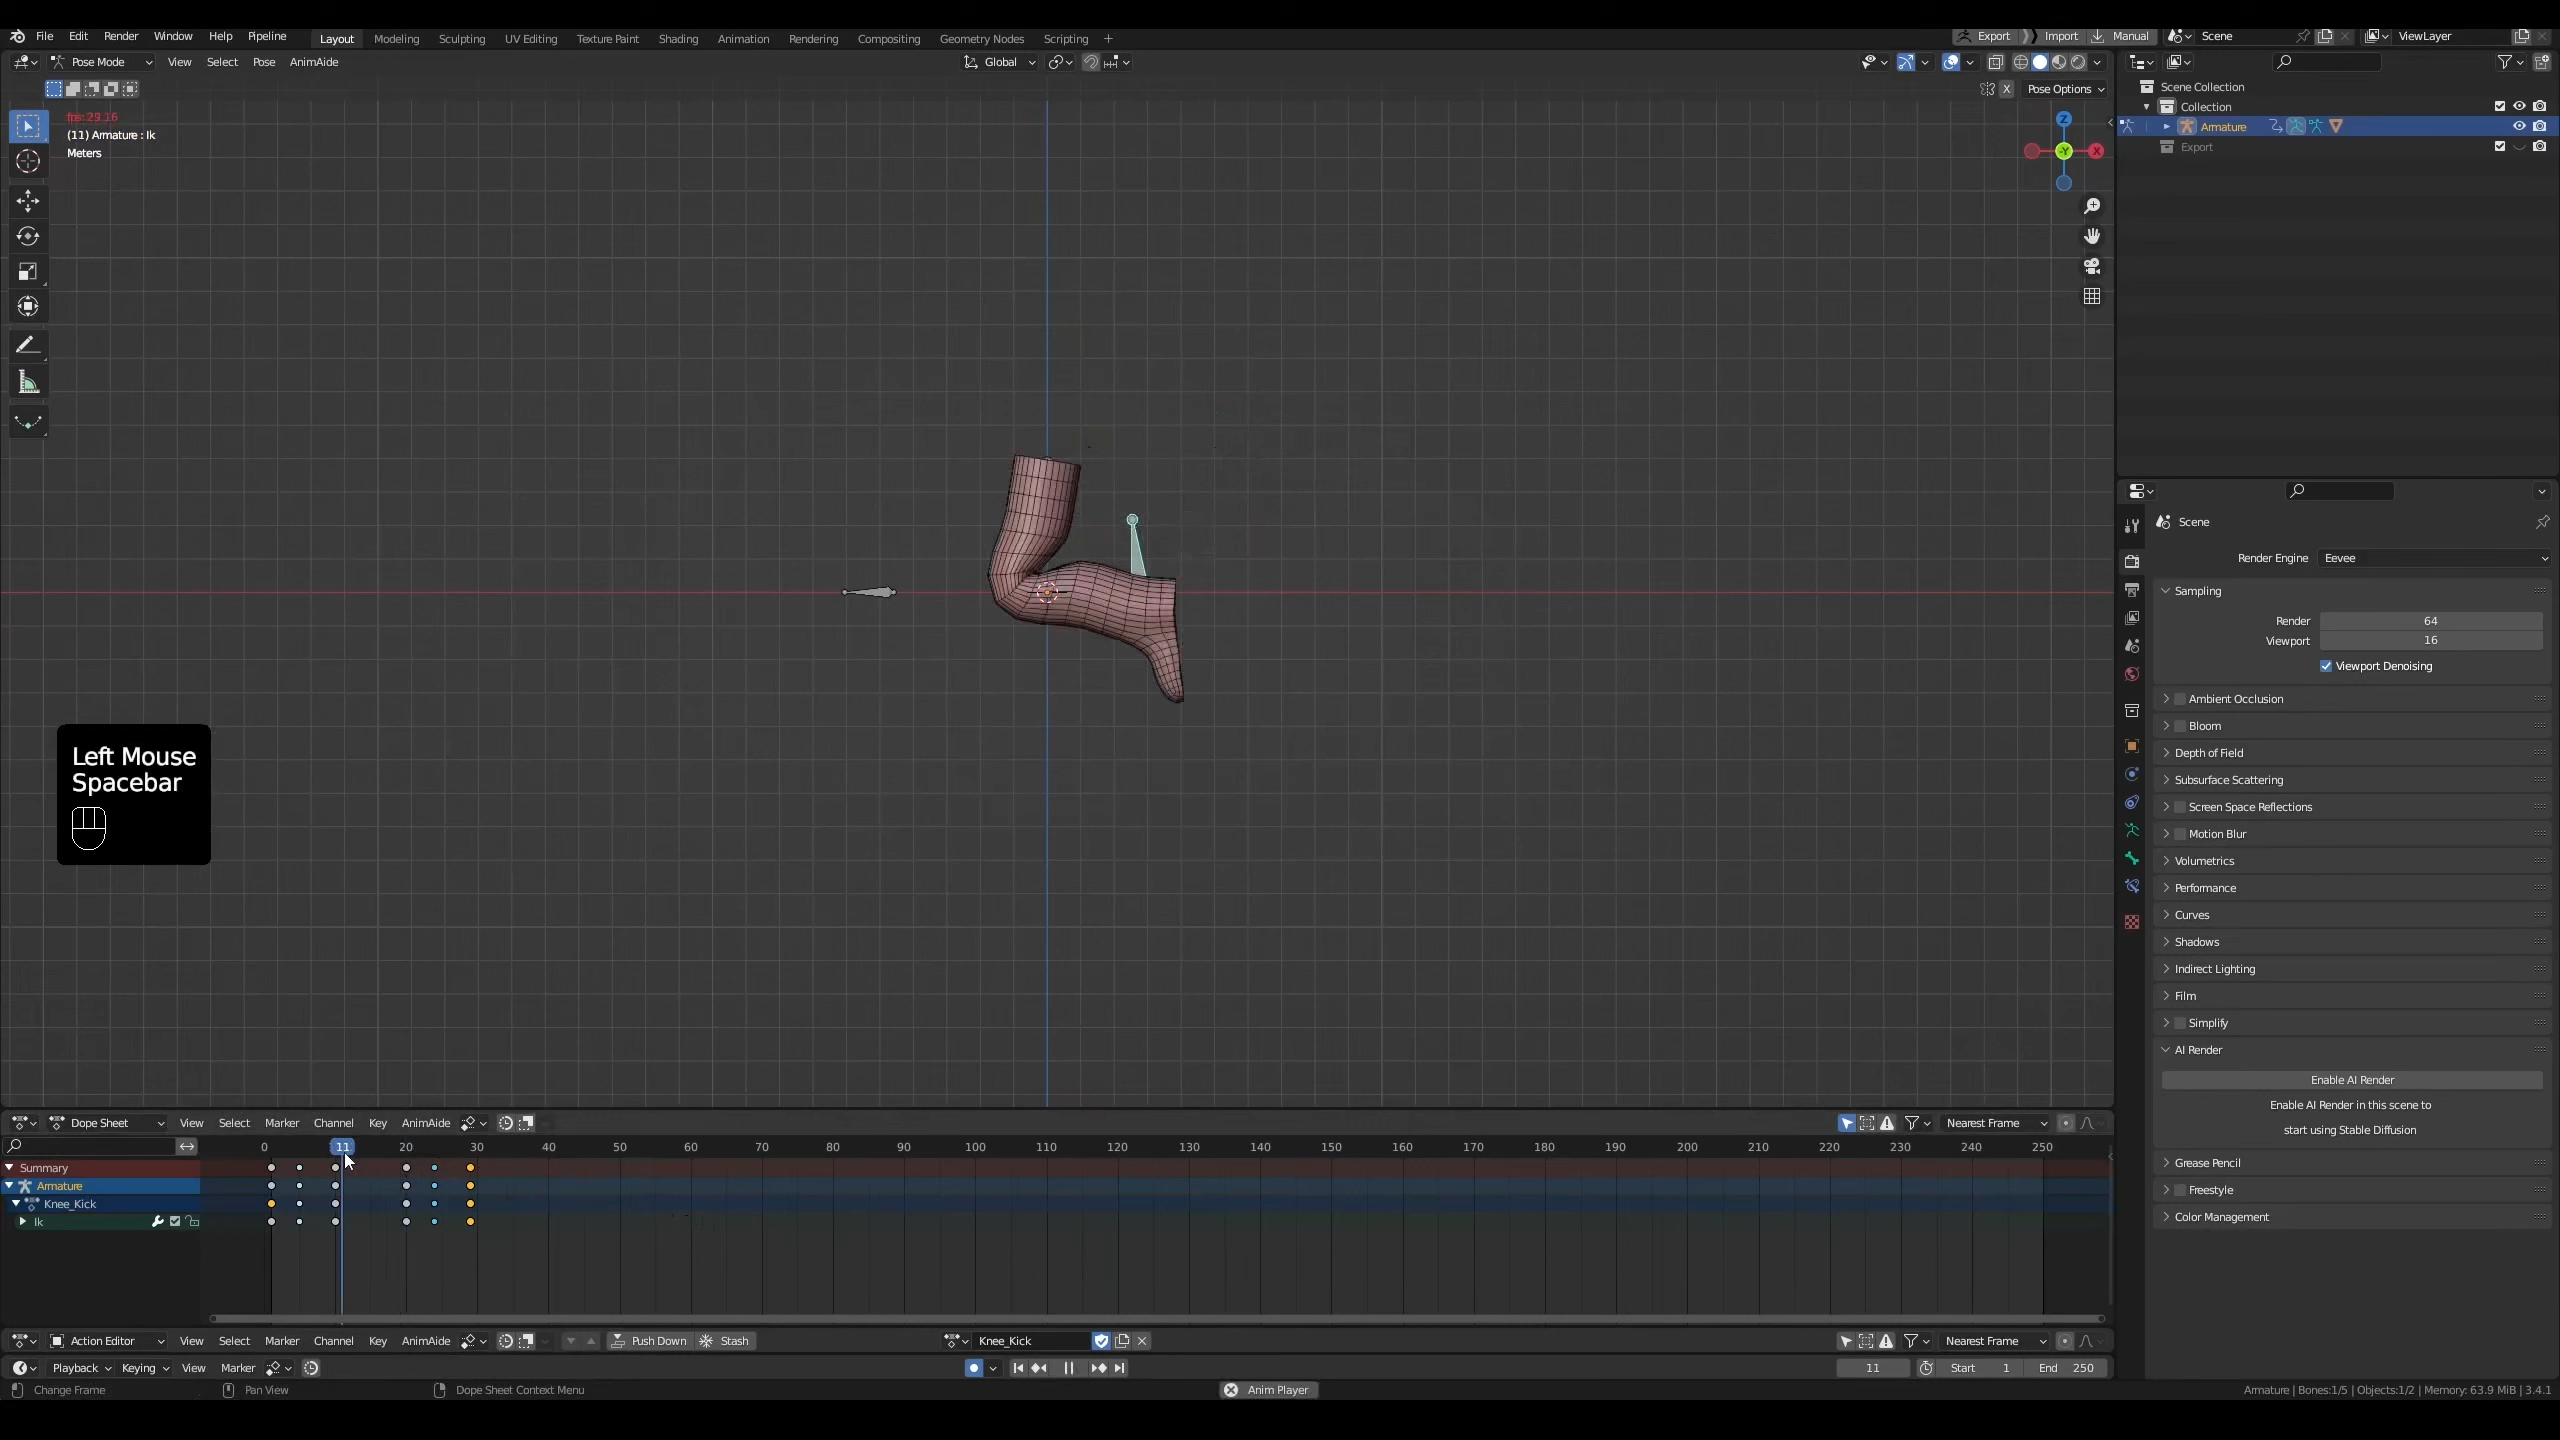 File Edit Render Window Help Pipeline Layout Modeling Sculpting UV Editing Texture Paint Shading Animation Rendering Compositing Geometry Nodes Scripting + Export Import Manual Scene ViewLayer
Pose Mode View Select Pose AnimAide Global
X Pose Options
Scene Collection
Collection
Armature
Export
fps: 29.16
(11) Armature : Ik
Meters
Z
-Y
X
Left Mouse
Spacebar
Scene
Render Engine Eevee
Sampling
Render 64
Viewport 16
Viewport Denoising
Ambient Occlusion
Bloom
Depth of Field
Subsurface Scattering
Screen Space Reflections
Motion Blur
Volumetrics
Performance
Curves
Shadows
Indirect Lighting
Film
Simplify
AI Render
Enable AI Render
Enable AI Render in this scene to
start using Stable Diffusion
Grease Pencil
Freestyle
Color Management
Dope Sheet View Select Marker Channel Key AnimAide Nearest Frame
0 11 20 30 40 50 60 70 80 90 100 110 120 130 140 150 160 170 180 190 200 210 220 230 240 250
Summary
Armature
Knee_Kick
Ik
Action Editor View Select Marker Channel Key AnimAide Push Down Stash Knee_Kick Nearest Frame
Playback Keying View Marker 11 Start 1 End 250
Change Frame Pan View Dope Sheet Context Menu Anim Player Armature | Bones:1/5 | Objects:1/2 | Memory: 63.9 MiB | 3.4.1